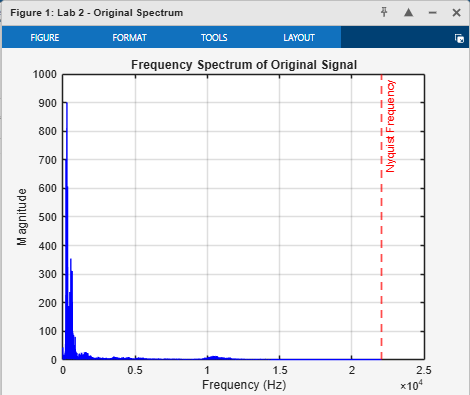 Figure 1: Lab 2 - Original Spectrum
FIGURE FORMAT TOOLS LAYOUT
Frequency Spectrum of Original Signal
1000
900
800
700
600
500
400
300
200
100
0
Magnitude
Nyquist Frequency
0 0.5 1 1.5 2 2.5
Frequency (Hz)
×10⁴